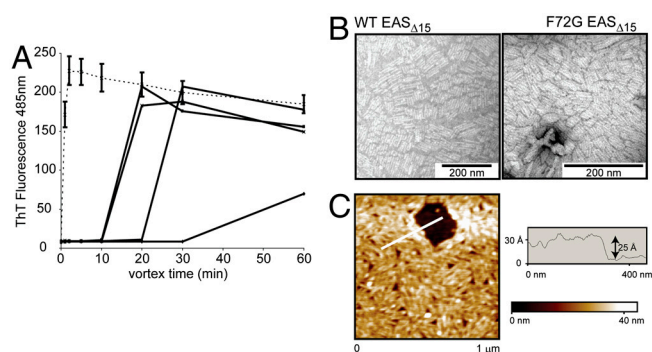 A
ThT Fluorescence 485nm
250
200
150
100
50
0
0 10 20 30 40 50 60
vortex time (min)
B
WT EASΔ15
F72G EASΔ15
200 nm
200 nm
C
0 1 μm
30 Å
0
25 Å
0 nm 400 nm
0 nm 40 nm